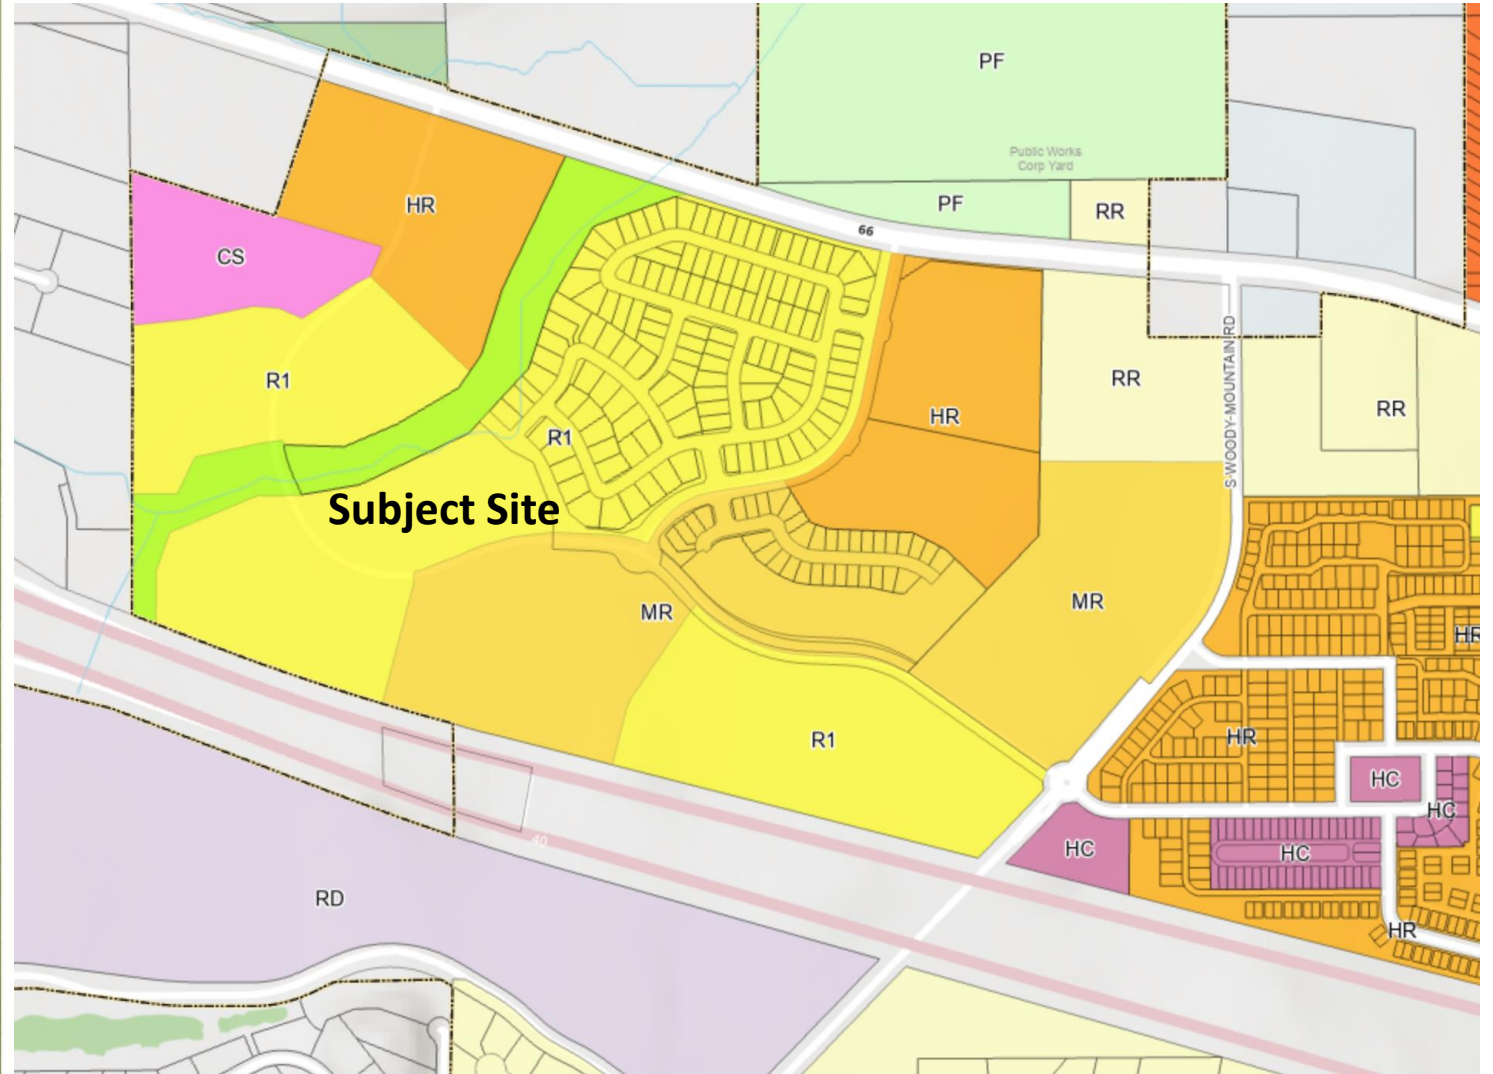 PF
Public Works
Corp Yard
HR
PF
RR
66
CS
S-WOODY-MOUNTAIN-RD
R1
RR
RR
HR
R1
Subject Site
MR
MR
HR
R1
HR
HC
HC
HC
HC
40
RD
HR